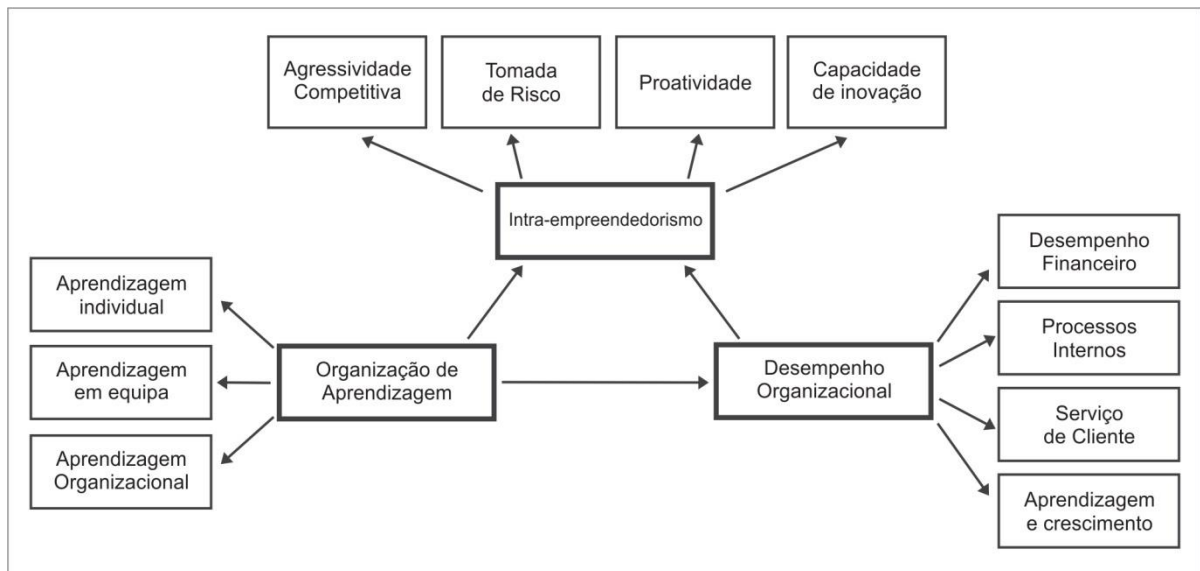 Agressividade
Competitiva
Tomada
de Risco
Proatividade
Capacidade
de inovação
Intra-empreendedorismo
Aprendizagem
individual
Aprendizagem
em equipa
Aprendizagem
Organizacional
Organização de
Aprendizagem
Desempenho
Organizacional
Desempenho
Financeiro
Processos
Internos
Serviço
de Cliente
Aprendizagem
e crescimento